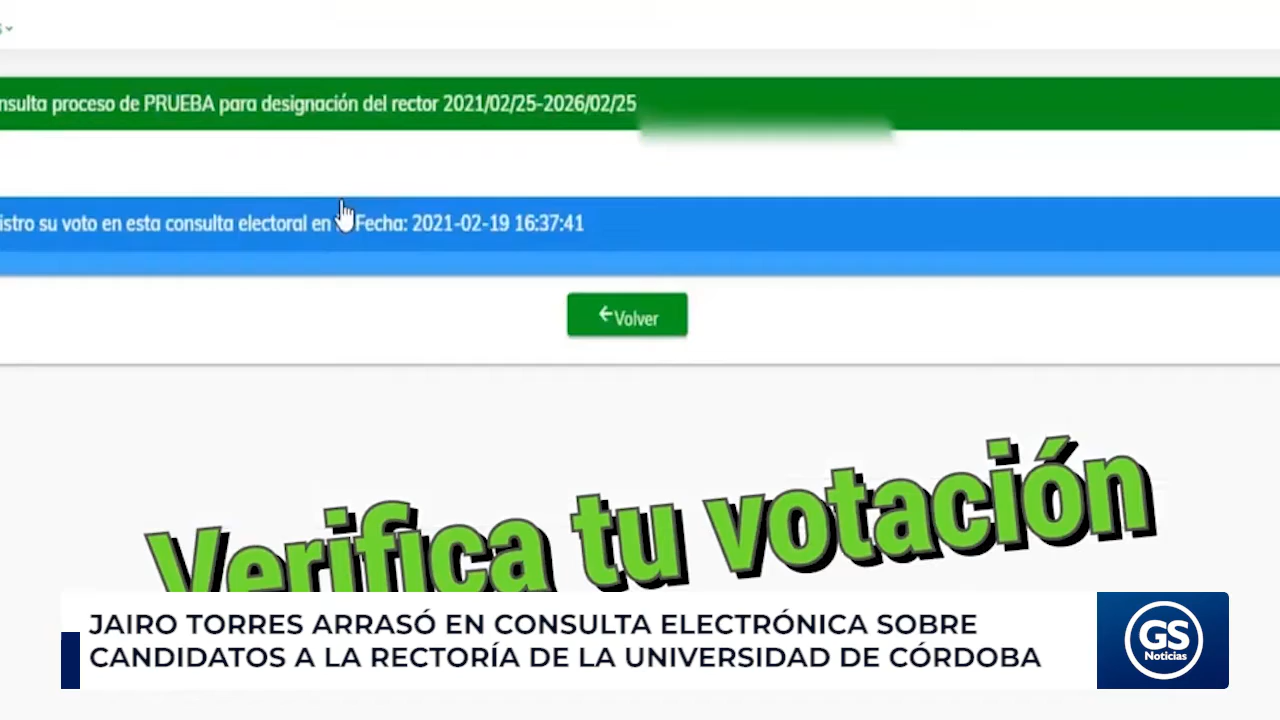 nsulta proceso de PRUEBA para designación del rector 2021/02/25-2026/02/25
istro su voto en esta consulta electoral en Fecha: 2021-02-19 16:37:41
Volver
Verifica tu votación
JAIRO TORRES ARRASÓ EN CONSULTA ELECTRÓNICA SOBRE
CANDIDATOS A LA RECTORÍA DE LA UNIVERSIDAD DE CÓRDOBA
GS
Noticias